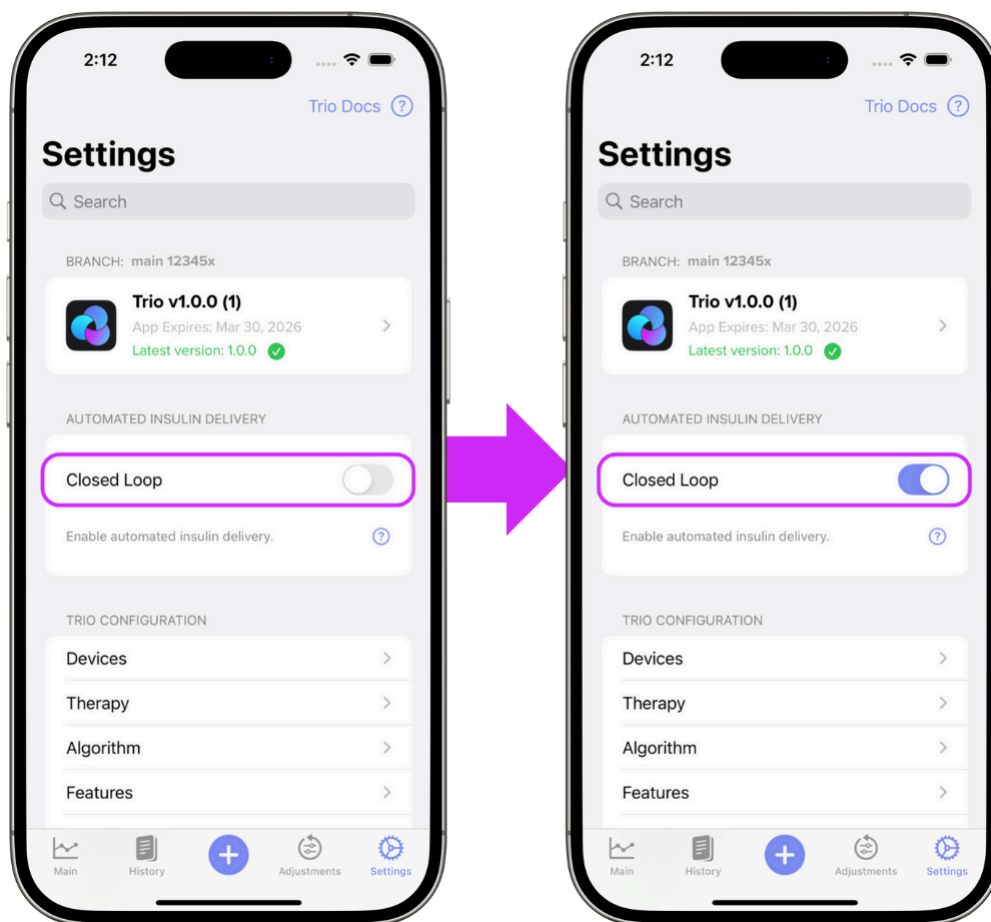 2:12
Trio Docs ?
Settings
Search
BRANCH: main 12345x
Trio v1.0.0 (1)
App Expires: Mar 30, 2026
Latest version: 1.0.0
AUTOMATED INSULIN DELIVERY
Closed Loop
Enable automated insulin delivery. ?
TRIO CONFIGURATION
Devices
Therapy
Algorithm
Features
Main History Adjustments Settings
2:12
Trio Docs ?
Settings
Search
BRANCH: main 12345x
Trio v1.0.0 (1)
App Expires: Mar 30, 2026
Latest version: 1.0.0
AUTOMATED INSULIN DELIVERY
Closed Loop
Enable automated insulin delivery. ?
TRIO CONFIGURATION
Devices
Therapy
Algorithm
Features
Main History Adjustments Settings